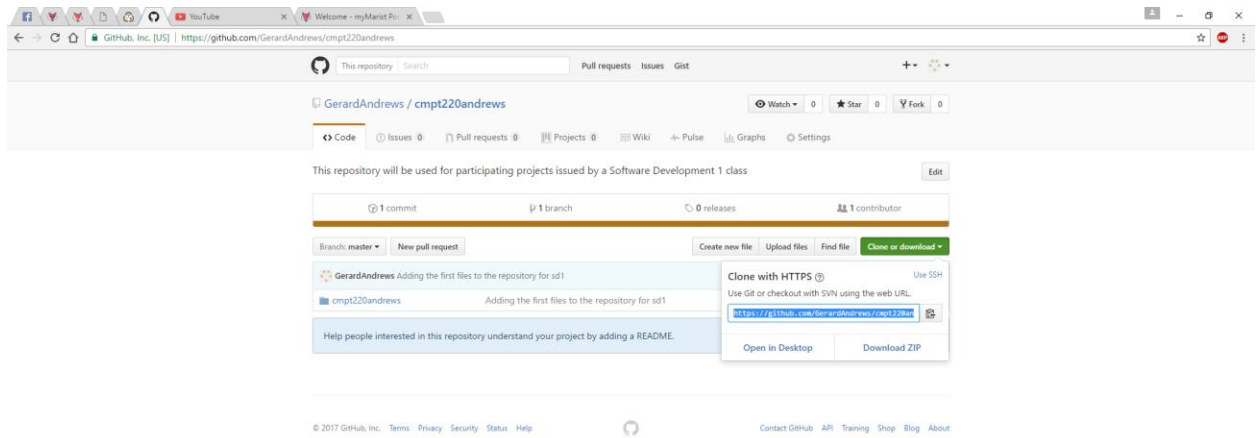 YouTube
Welcome - myMarist Po
GitHub, Inc. [US] | https://github.com/GerardAndrews/cmpt220andrews
This repository Search Pull requests Issues Gist
GerardAndrews / cmpt220andrews
Watch 0 Star 0 Fork 0
Code Issues 0 Pull requests 0 Projects 0 Wiki Pulse Graphs Settings
This repository will be used for participating projects issued by a Software Development 1 class Edit
1 commit 1 branch 0 releases 1 contributor
Branch: master New pull request Create new file Upload files Find file Clone or download
GerardAndrews Adding the first files to the repository for sd1
cmpt220andrews Adding the first files to the repository for sd1
Help people interested in this repository understand your project by adding a README.
Clone with HTTPS Use SSH
Use Git or checkout with SVN using the web URL.
https://github.com/GerardAndrews/cmpt220an
Open in Desktop Download ZIP
© 2017 GitHub, Inc. Terms Privacy Security Status Help Contact GitHub API Training Shop Blog About